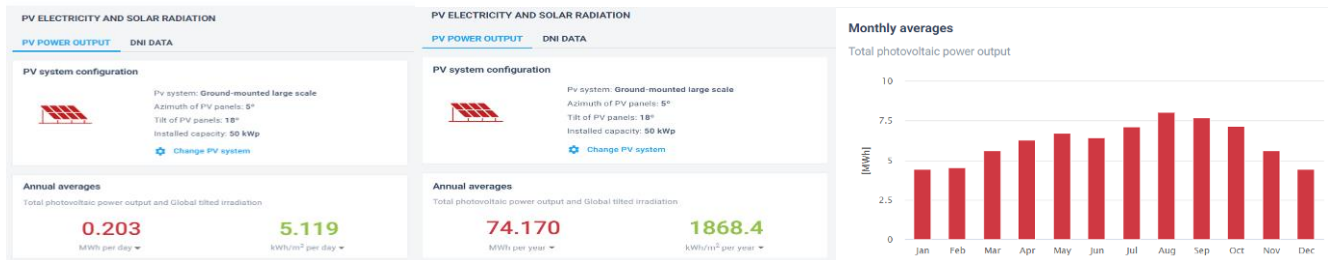 PV ELECTRICITY AND SOLAR RADIATION
PV POWER OUTPUT DNI DATA
PV system configuration
Pv system: Ground-mounted large scale
Azimuth of PV panels: 5º
Tilt of PV panels: 18º
Installed capacity: 50 kWp
Change PV system
Annual averages
Total photovoltaic power output and Global tilted irradiation
0.203 5.119
MWh per day kWh/m² per day
PV ELECTRICITY AND SOLAR RADIATION
PV POWER OUTPUT DNI DATA
PV system configuration
Pv system: Ground-mounted large scale
Azimuth of PV panels: 5º
Tilt of PV panels: 18º
Installed capacity: 50 kWp
Change PV system
Annual averages
Total photovoltaic power output and Global tilted irradiation
74.170 1868.4
MWh per year kWh/m² per year
Monthly averages
Total photovoltaic power output
10
7.5
5
2.5
0
[MWh]
Jan Feb Mar Apr May Jun Jul Aug Sep Oct Nov Dec